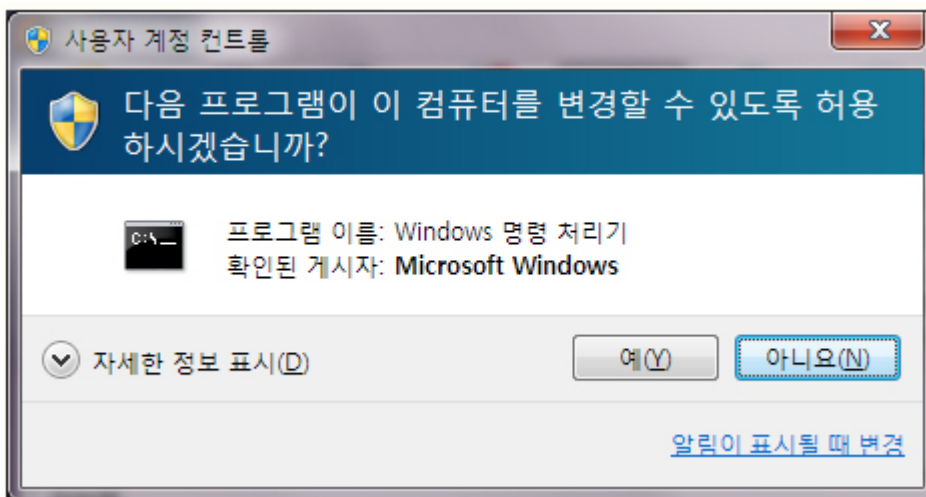 사용자 계정 컨트롤
다음 프로그램이 이 컴퓨터를 변경할 수 있도록 허용
하시겠습니까?
C:\
프로그램 이름: Windows 명령 처리기
확인된 게시자: Microsoft Windows
자세한 정보 표시(D)
예(Y)
아니요(N)
알림이 표시될 때 변경